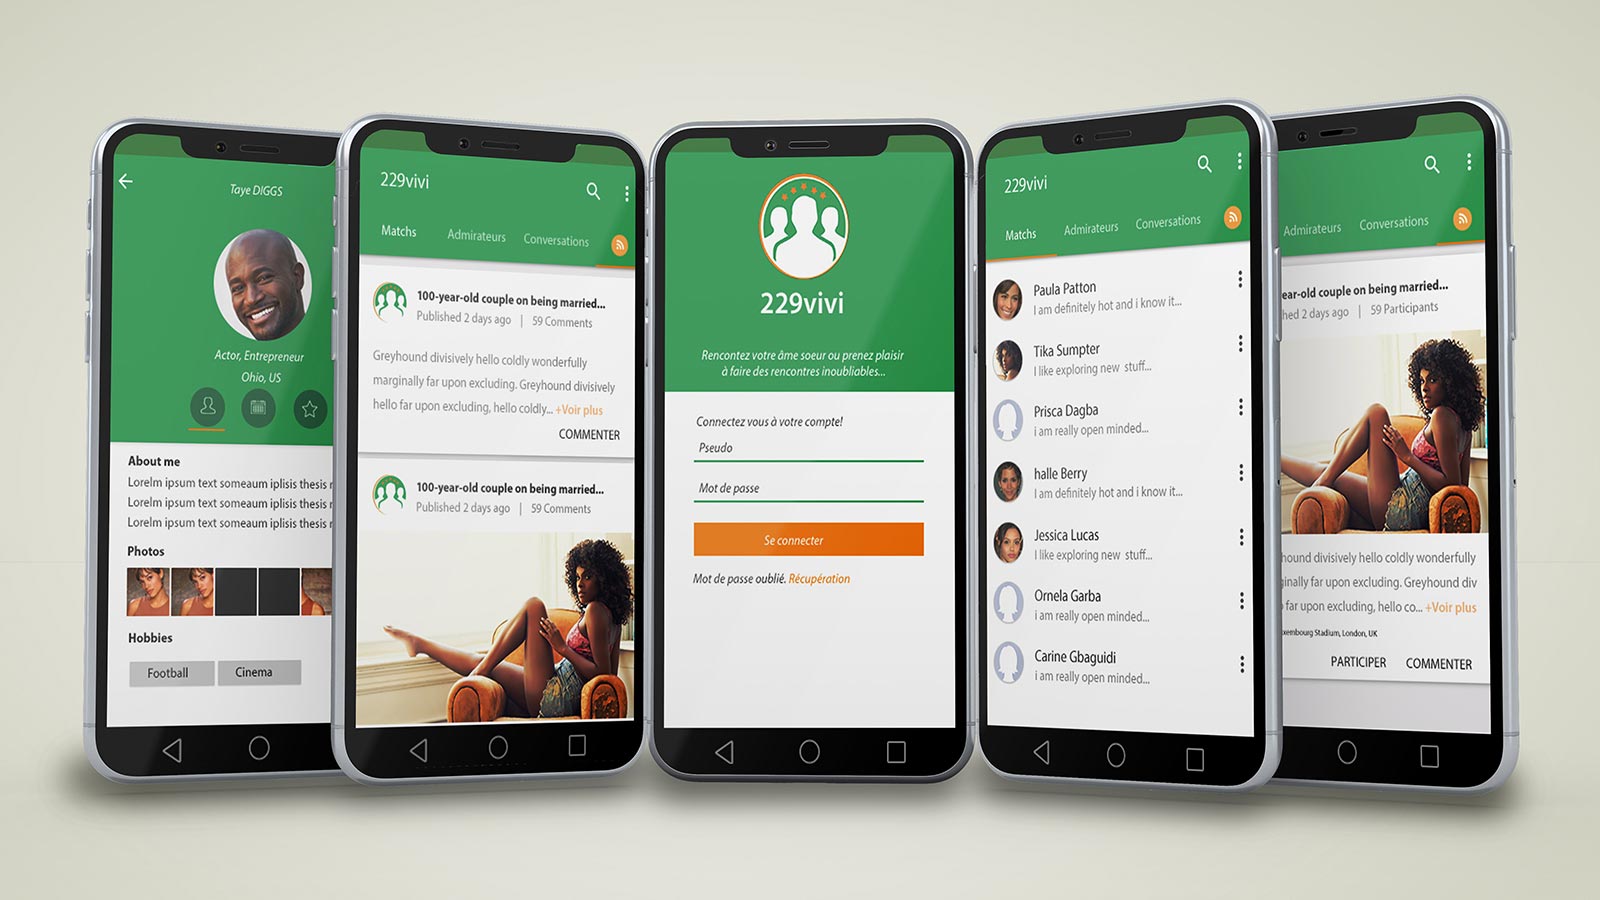 Taye DIGGS
Actor, Entrepreneur
Ohio, US
About me
Lorelm ipsum text someaum iplisis thesis
Lorelm ipsum text someaum iplisis thesis
Lorelm ipsum text someaum iplisis thesis
Photos
Hobbies
Football Cinema
229vivi
Matchs Admirateurs Conversations
100-year-old couple on being married...
Published 2 days ago | 59 Comments
Greyhound divisively hello coldly wonderfully
marginally far upon excluding. Greyhound divisively
hello far upon excluding, hello coldly... +Voir plus
COMMENTER
100-year-old couple on being married...
Published 2 days ago | 59 Comments
229vivi
Rencontez votre âme soeur ou prenez plaisir
à faire des rencontres inoubliables...
Connectez vous à votre compte!
Pseudo
Mot de passe
Se connecter
Mot de passe oublié. Récupération
229vivi
Matchs Admirateurs Conversations
Paula Patton
I am definitely hot and i know it...
Tika Sumpter
I like exploring new stuff...
Prisca Dagba
i am really open minded...
halle Berry
I am definitely hot and i know it...
Jessica Lucas
I like exploring new stuff...
Ornela Garba
i am really open minded...
Carine Gbaguidi
i am really open minded...
Admirateurs Conversations
ear-old couple on being married...
hed 2 days ago | 59 Participants
hound divisively hello coldly wonderfully
ginally far upon excluding. Greyhound div
far upon excluding, hello co... +Voir plus
xembourg Stadium, London, UK
PARTICIPER COMMENTER